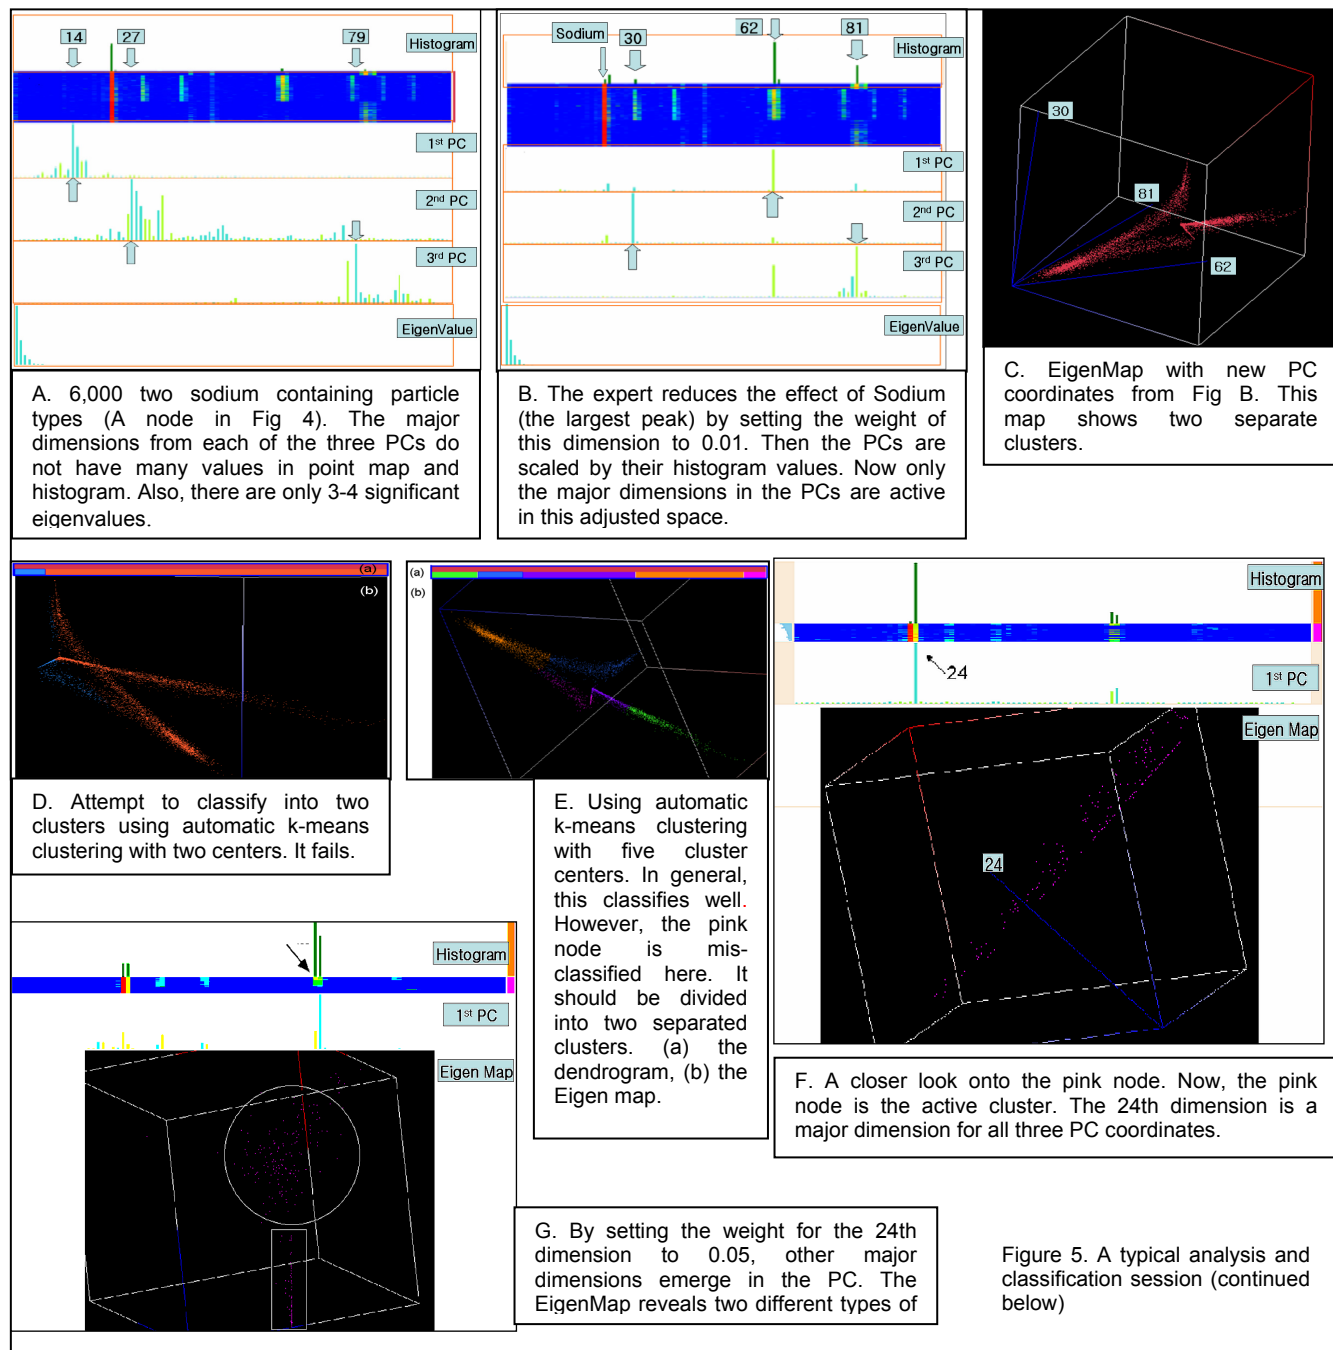 14
27
79
Histogram
1st PC
2nd PC
3rd PC
EigenValue
A. 6,000 two sodium containing particle
types (A node in Fig 4). The major
dimensions from each of the three PCs do
not have many values in point map and
histogram. Also, there are only 3-4 significant
eigenvalues.
Sodium
30
62
81
Histogram
1st PC
2nd PC
3rd PC
EigenValue
B. The expert reduces the effect of Sodium
(the largest peak) by setting the weight of
this dimension to 0.01. Then the PCs are
scaled by their histogram values. Now only
the major dimensions in the PCs are active
in this adjusted space.
30
81
62
C. EigenMap with new PC
coordinates from Fig B. This
map shows two separate
clusters.
(a)
(b)
D. Attempt to classify into two
clusters using automatic k-means
clustering with two centers. It fails.
(a)
(b)
E. Using automatic
k-means clustering
with five cluster
centers. In general,
this classifies well.
However, the pink
node is mis-
classified here. It
should be divided
into two separated
clusters. (a) the
dendrogram, (b) the
Eigen map.
Histogram
24
1st PC
Eigen Map
24
F. A closer look onto the pink node. Now, the pink
node is the active cluster. The 24th dimension is a
major dimension for all three PC coordinates.
Histogram
1st PC
Eigen Map
G. By setting the weight for the 24th
dimension to 0.05, other major
dimensions emerge in the PC. The
EigenMap reveals two different types of
Figure 5. A typical analysis and
classification session (continued
below)